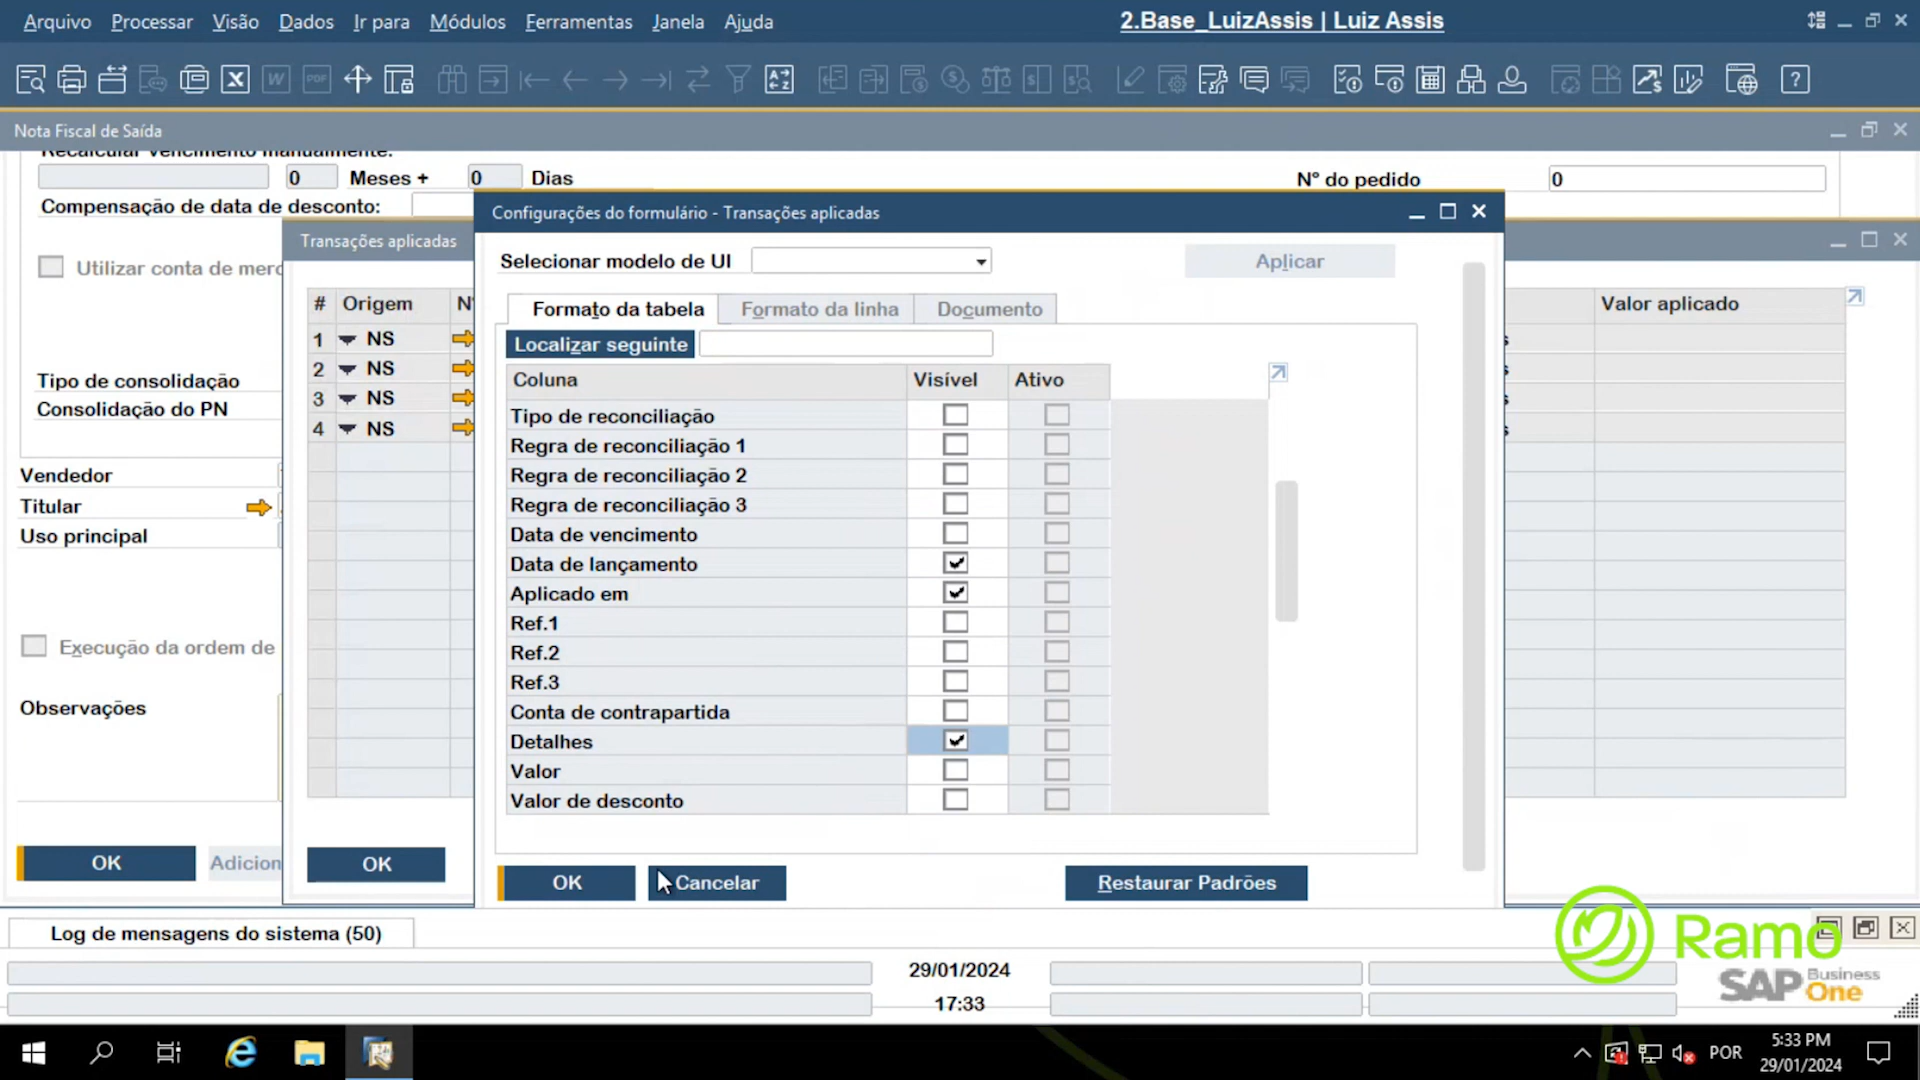 Arquivo Processar Visão Dados Ir para Módulos Ferramentas Janela Ajuda
2.Base_LuizAssis | Luiz Assis
Nota Fiscal de Saída
Recalcular vencimento manualmente:
0 Meses + 0 Dias
Nº do pedido 0
Compensação de data de desconto:
Configurações do formulário - Transações aplicadas
Transações aplicadas
Selecionar modelo de UI
Aplicar
Utilizar conta de merc
# Origem Nº
Valor aplicado
Formato da tabela Formato da linha Documento
1 NS
2 NS
3 NS
4 NS
Localizar seguinte
Coluna Visível Ativo
Tipo de reconciliação
Regra de reconciliação 1
Regra de reconciliação 2
Regra de reconciliação 3
Data de vencimento
Data de lançamento
Aplicado em
Ref.1
Ref.2
Ref.3
Conta de contrapartida
Detalhes
Valor
Valor de desconto
Tipo de consolidação
Consolidação do PN
Vendedor
Titular
Uso principal
Execução da ordem de
Observações
OK Adicion OK
OK Cancelar Restaurar Padrões
Log de mensagens do sistema (50)
29/01/2024
17:33
Ramo
SAP Business One
POR
5:33 PM
29/01/2024